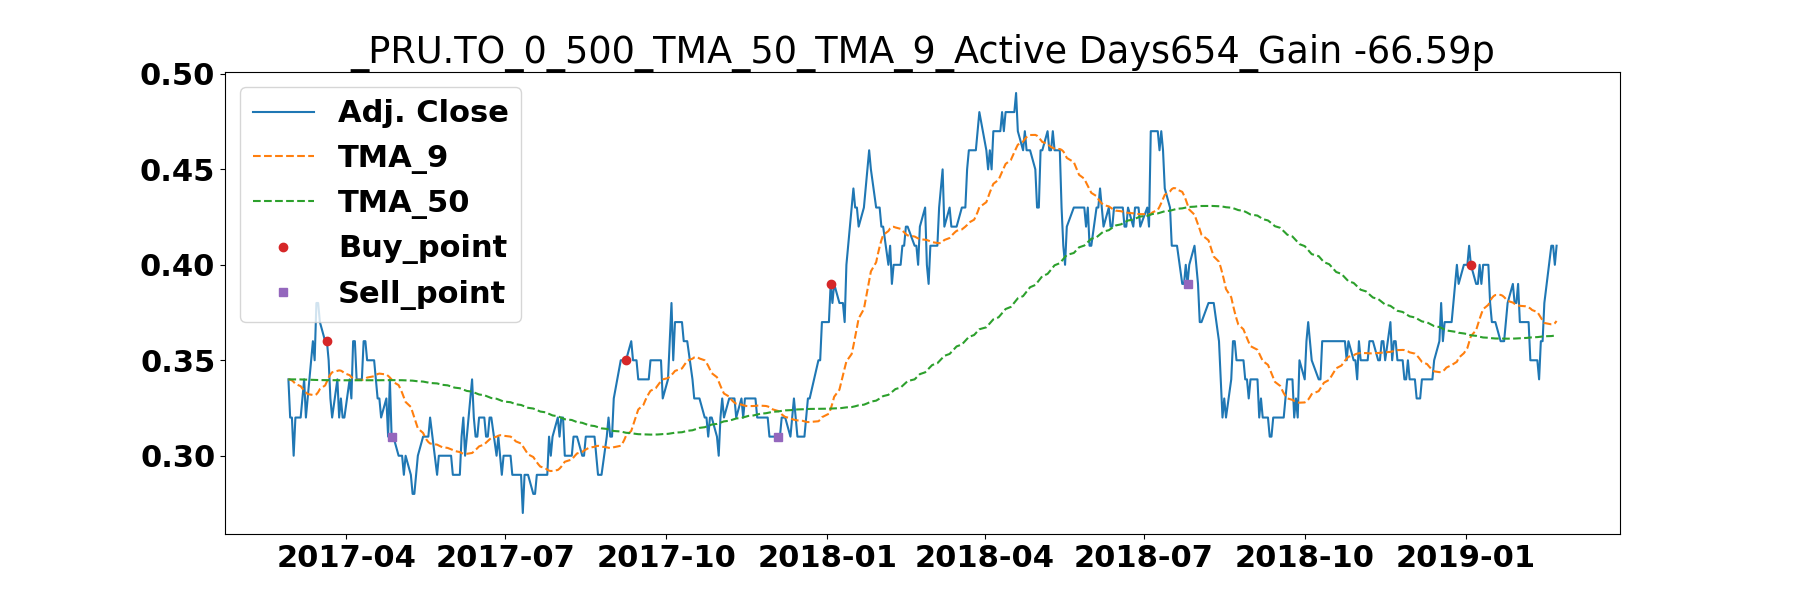 _PRU.TO_0_500_TMA_50_TMA_9_Active Days654_Gain -66.59p
0.50
0.45
0.40
0.35
0.30
Adj. Close
TMA_9
TMA_50
Buy_point
Sell_point
2017-04 2017-07 2017-10 2018-01 2018-04 2018-07 2018-10 2019-01